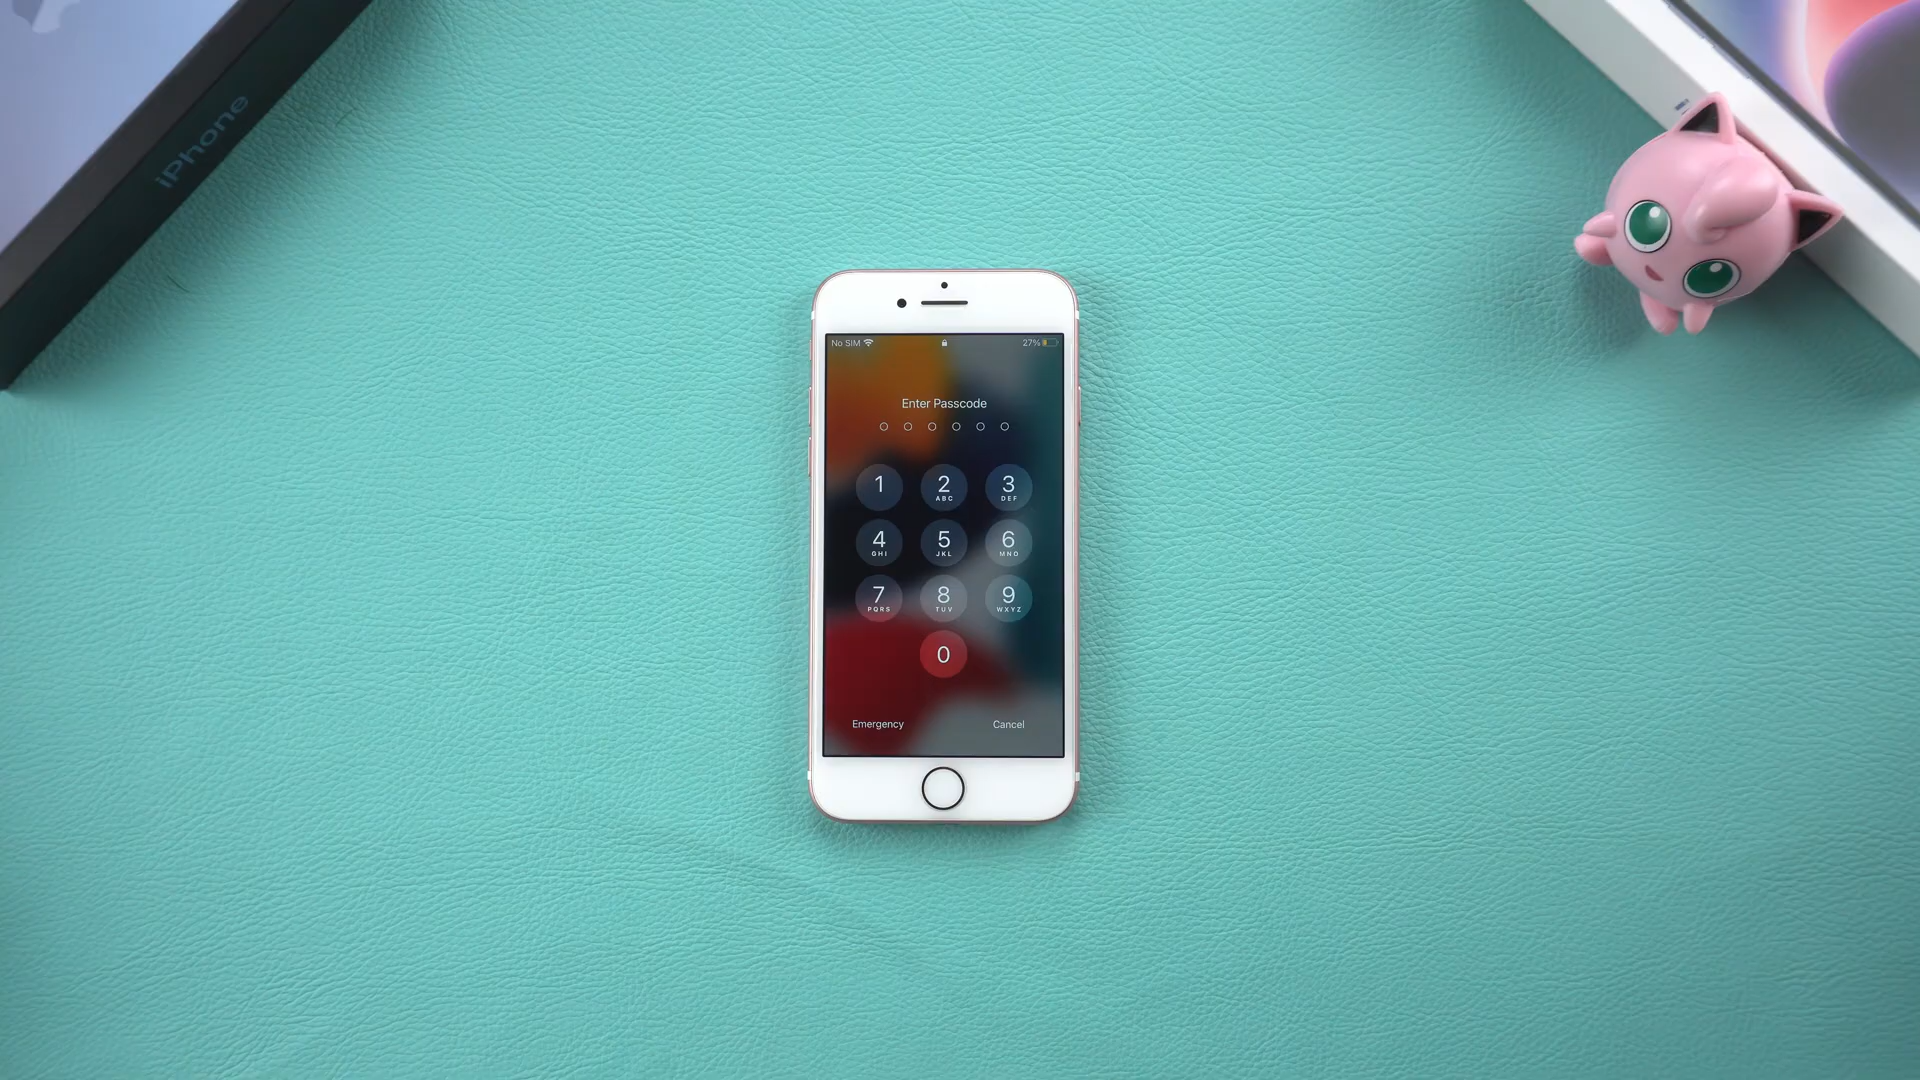 iPhone
No SIM
27%
Enter Passcode
1
2
ABC
3
DEF
4
GHI
5
JKL
6
MNO
7
PQRS
8
TUV
9
WXYZ
0
Emergency
Cancel